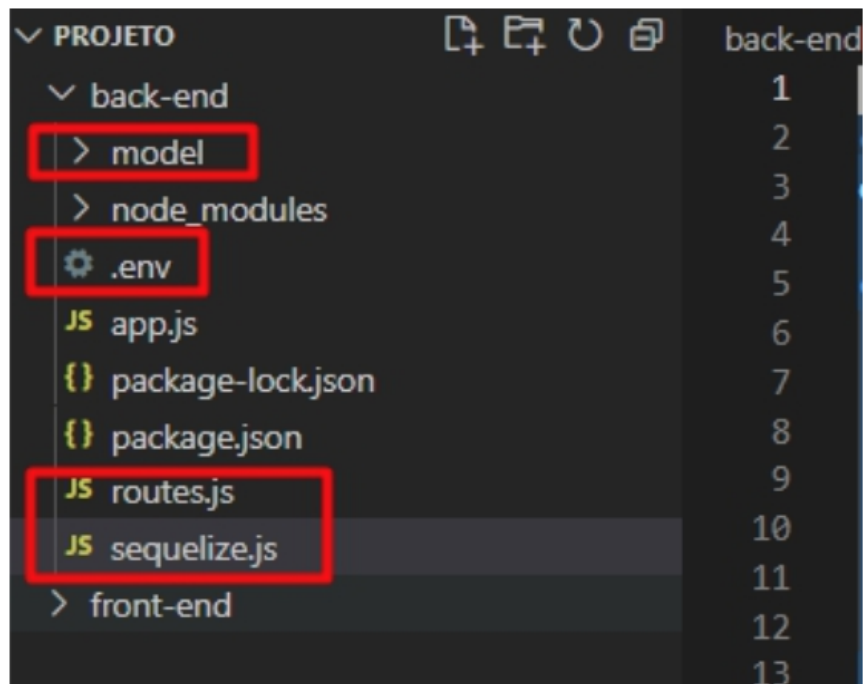 PROJETO
back-end
model
node_modules
.env
JS app.js
{} package-lock.json
{} package.json
JS routes.js
JS sequelize.js
front-end
back-end
1
2
3
4
5
6
7
8
9
10
11
12
13